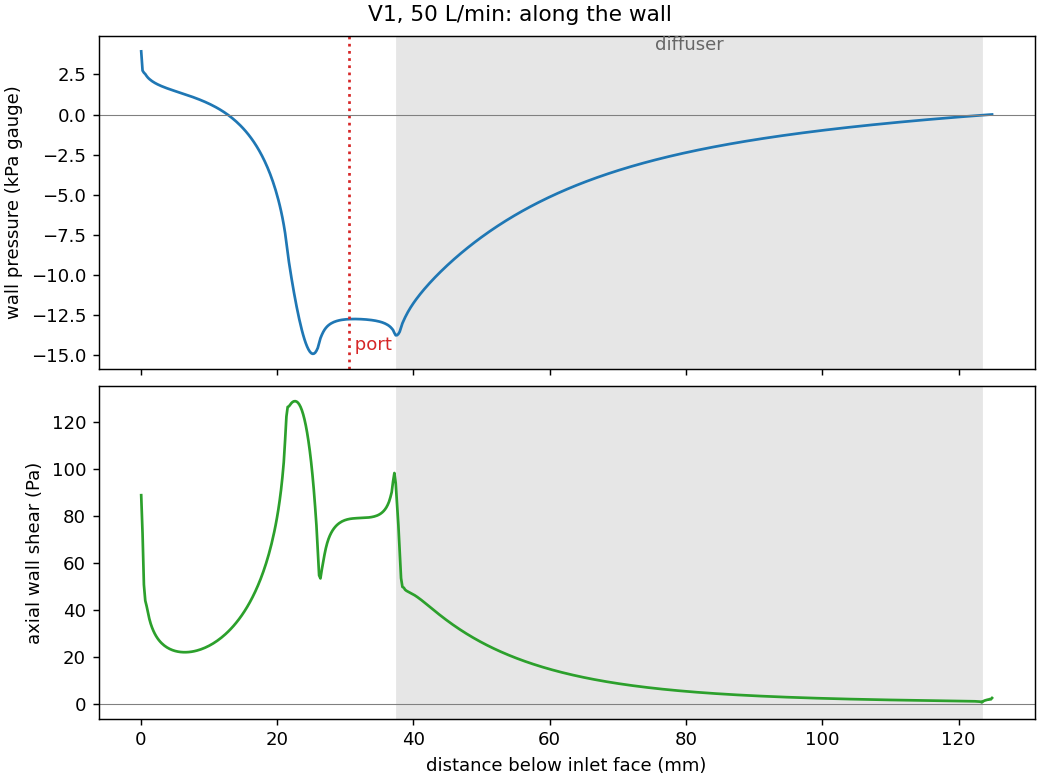 V1, 50 L/min: along the wall
diffuser
wall pressure (kPa gauge)
2.5
0.0
−2.5
−5.0
−7.5
−10.0
−12.5
−15.0
port
axial wall shear (Pa)
120
100
80
60
40
20
0
0 20 40 60 80 100 120
distance below inlet face (mm)